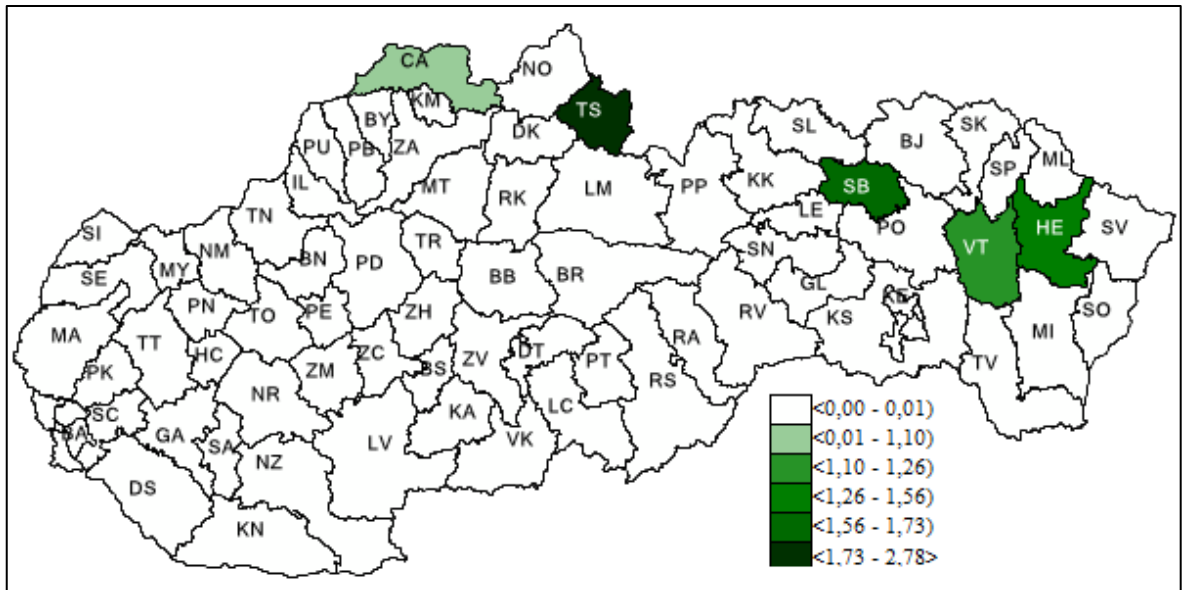 CA
NO
KM
TS
BY
DK
PU
PB
ZA
SL
BJ
SK
ML
SP
IL
MT
RK
LM
PP
KK
SB
LE
PO
HE
SV
VT
TN
SI
NM
BN
PD
TR
BB
BR
SN
GL
KE
SE
MY
PN
TO
PE
ZH
RV
KS
SO
MA
TT
HC
ZM
ZC
BS
ZV
DT
PT
RA
MI
TV
PK
NR
RS
SC
BA
GA
SA
NZ
LV
KA
VK
LC
DS
KN
<0,00 - 0,01)
<0,01 - 1,10)
<1,10 - 1,26)
<1,26 - 1,56)
<1,56 - 1,73)
<1,73 - 2,78>